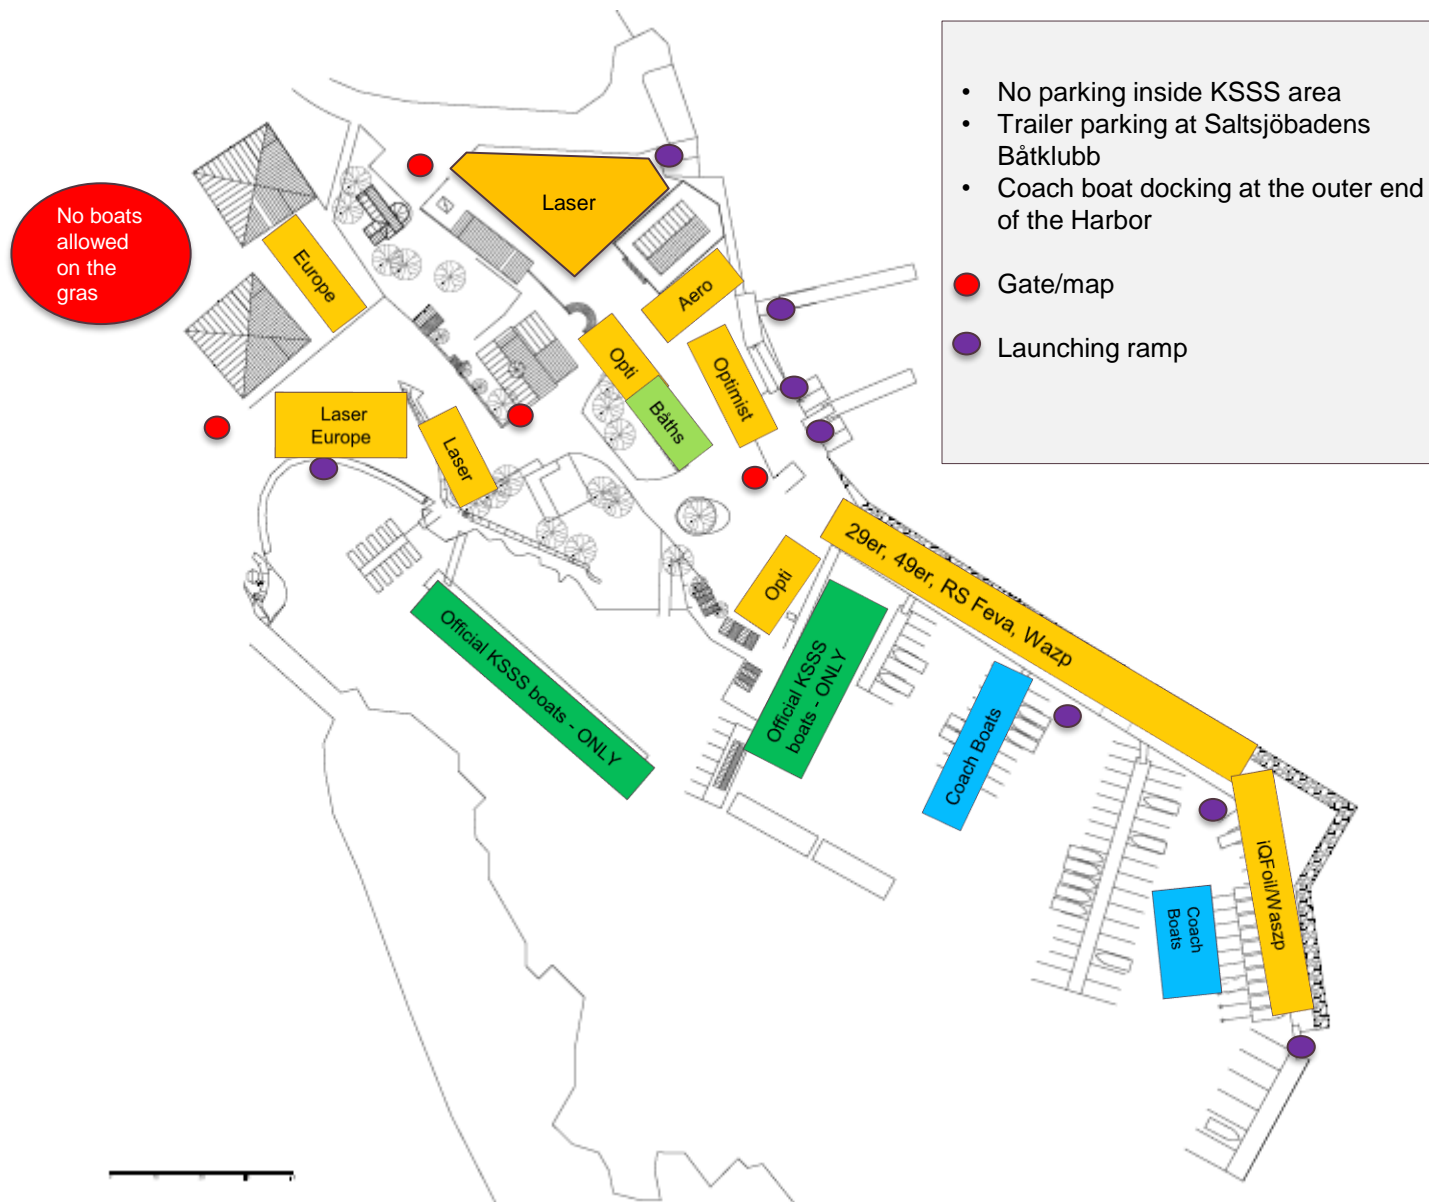 • No parking inside KSSS area
• Trailer parking at Saltsjöbadens
Båtklubb
• Coach boat docking at the outer end
of the Harbor
Gate/map
Launching ramp
No boats
allowed
on the
gras
Laser
Europe
Aero
Opti
Optimist
Båths
Laser
Europe
Laser
29er, 49er, RS Feva, Wazp
Opti
Official KSSS boats - ONLY
Official KSSS
boats - ONLY
Coach Boats
iQFoil/Waszp
Coach
Boats